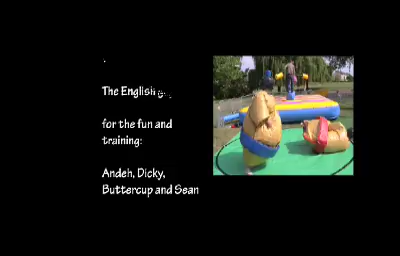 The English
for the fun and
training:
Andeh, Dicky,
Buttercup and Sean